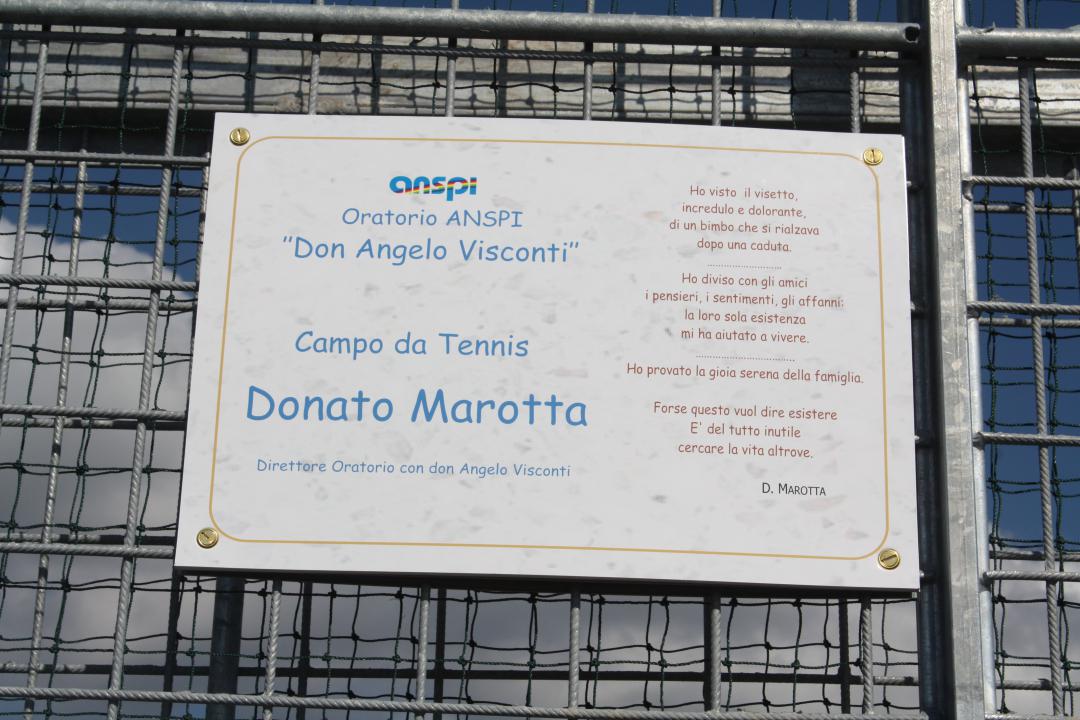 anspi
Oratorio ANSPI
"Don Angelo Visconti"
Campo da Tennis
Donato Marotta
Direttore Oratorio con don Angelo Visconti
Ho visto il visetto,
incredulo e dolorante,
di un bimbo che si rialzava
dopo una caduta.
............................
Ho diviso con gli amici
i pensieri, i sentimenti, gli affanni:
la loro sola esistenza
mi ha aiutato a vivere.
.....................................
Ho provato la gioia serena della famiglia.
Forse questo vuol dire esistere
E' del tutto inutile
cercare la vita altrove.
D. MAROTTA